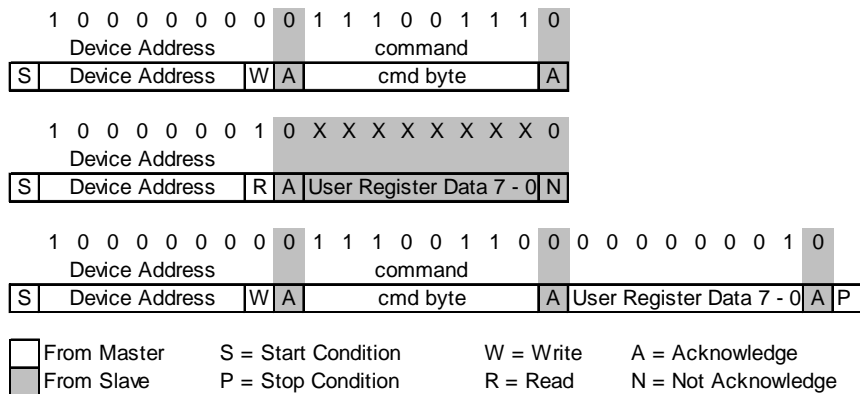 1 0 0 0 0 0 0 0 0 1 1 1 0 0 1 1 1 0
Device Address command
S Device Address W A cmd byte A
1 0 0 0 0 0 0 1 0 X X X X X X X X 0
Device Address
S Device Address R A User Register Data 7 - 0 N
1 0 0 0 0 0 0 0 0 1 1 1 0 0 1 1 0 0 0 0 0 0 0 0 0 1 0
Device Address command
S Device Address W A cmd byte A User Register Data 7 - 0 A P
From Master S = Start Condition W = Write A = Acknowledge
From Slave P = Stop Condition R = Read N = Not Acknowledge